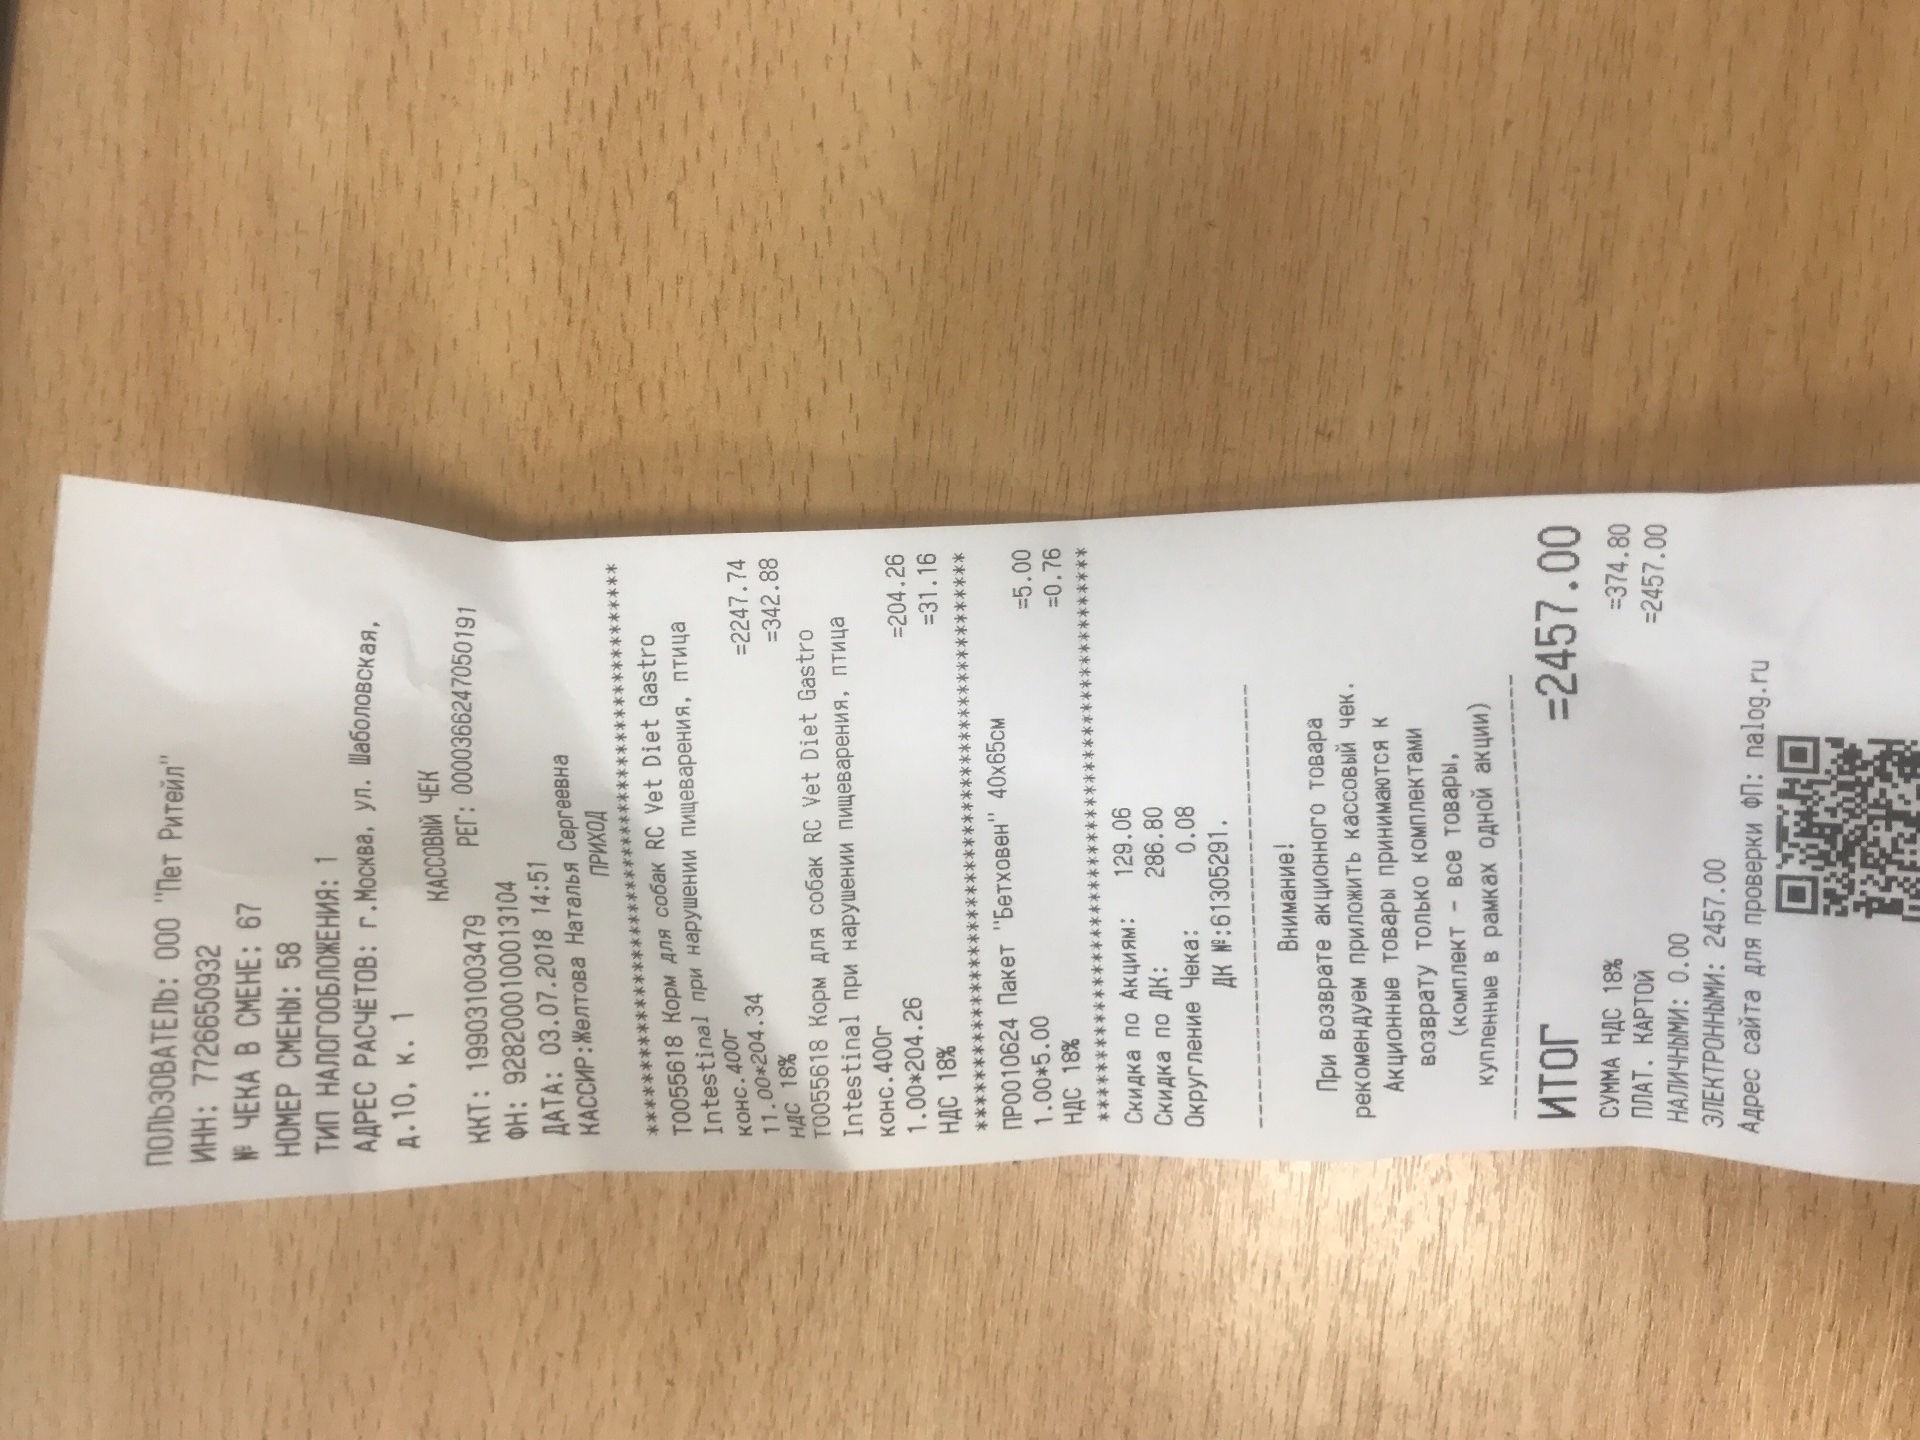 ПОЛЬЗОВАТЕЛЬ: ООО "Пет Ритейл"
ИНН: 7726650932
№ ЧЕКА В СМЕНЕ: 67
НОМЕР СМЕНЫ: 58
ТИП НАЛОГООБЛОЖЕНИЯ: 1
АДРЕС РАСЧЁТОВ: г.Москва, ул. Шаболовская,
д.10, к. 1
КАССОВЫЙ ЧЕК
ККТ: 199031003479 РЕГ: 0000366247050191
ФН: 9282000100013104
ДАТА: 03.07.2018 14:51
КАССИР:Желтова Наталья Сергеевна
ПРИХОД
******************************************
Т0055618 Корм для собак RC Vet Diet Gastro
Intestinal при нарушении пищеварения, птица
конс.400г
11.00*204.34 =2247.74
НДС 18% =342.88
Т0055618 Корм для собак RC Vet Diet Gastro
Intestinal при нарушении пищеварения, птица
конс.400г
1.00*204.26 =204.26
НДС 18% =31.16
******************************************
ПР0010624 Пакет "Бетховен" 40х65см
1.00*5.00 =5.00
НДС 18% =0.76
******************************************
Скидка по Акциям: 129.06
Скидка по ДК: 286.80
Округление Чека: 0.08
ДК №:61305291.
----------------------------------
Внимание!
При возврате акционного товара
рекомендуем приложить кассовый чек.
Акционные товары принимаются к
возврату только комплектами
(комплект - все товары,
купленные в рамках одной акции)
----------------------------------
ИТОГ =2457.00
СУММА НДС 18% =374.80
ПЛАТ. КАРТОЙ =2457.00
НАЛИЧНЫМИ: 0.00
ЭЛЕКТРОННЫМИ: 2457.00
Адрес сайта для проверки ФП: nalog.ru